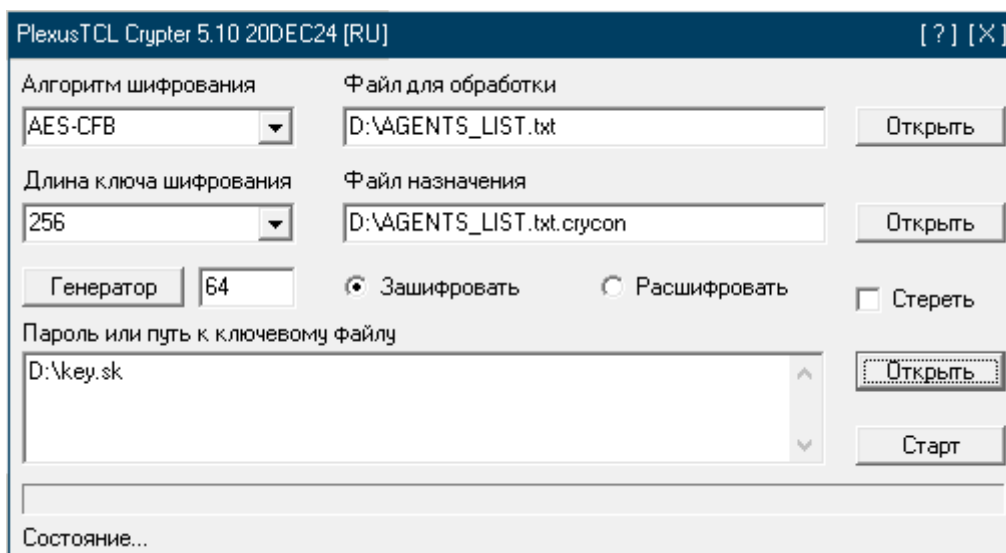 PlexusTCL Crypter 5.10 20DEC24 [RU] [ ? ] [ X ]
Алгоритм шифрования Файл для обработки
AES-CFB D:\AGENTS_LIST.txt Открыть
Длина ключа шифрования Файл назначения
256 D:\AGENTS_LIST.txt.crycon Открыть
Генератор 64 Зашифровать Расшифровать Стереть
Пароль или путь к ключевому файлу
D:\key.sk Открыть
Старт
Состояние...